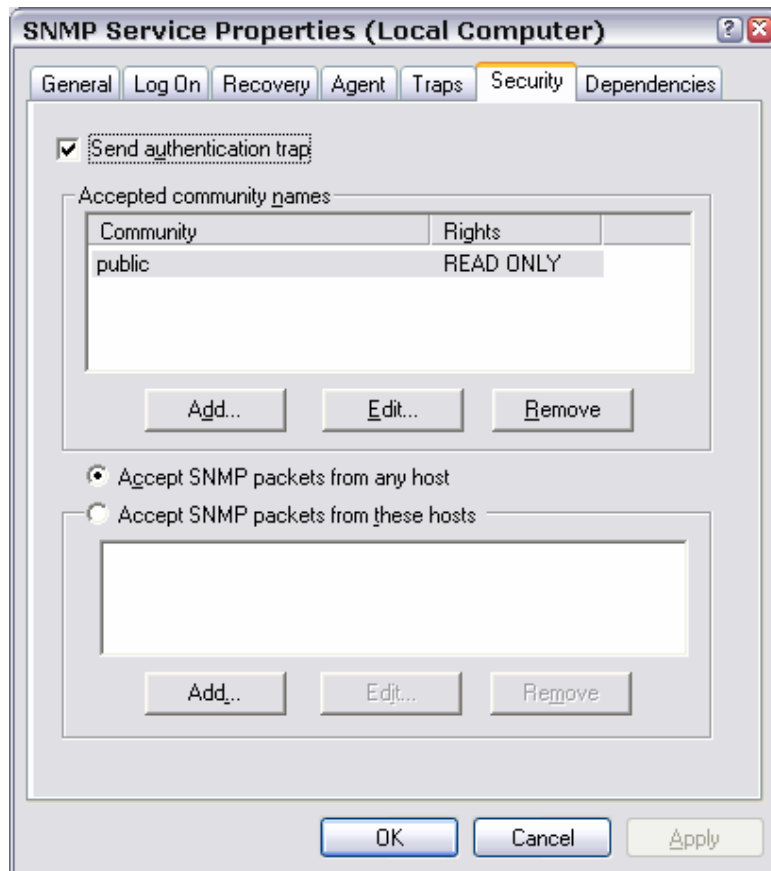 SNMP Service Properties (Local Computer)
General Log On Recovery Agent Traps Security Dependencies
Send authentication trap
Accepted community names
Community Rights
public READ ONLY
Add... Edit... Remove
Accept SNMP packets from any host
Accept SNMP packets from these hosts
Add... Edit... Remove
OK Cancel Apply